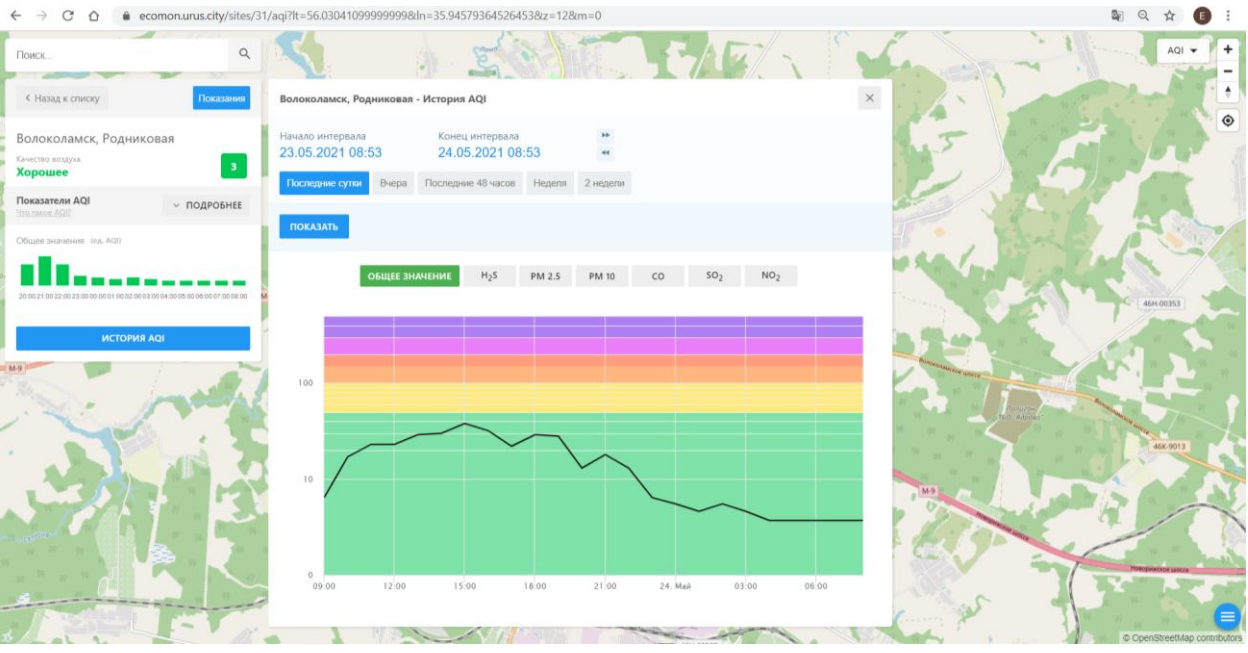 ecomon.urus.city/sites/31/aqi?lt=56.03041099999999&ln=35.94579364526453&z=12&m=0
E
Поиск...
AQI
Назад к списку
Показания
Волоколамск, Родниковая
Качество воздуха
Хорошее
3
Показатели AQI
Что такое AQI?
ПОДРОБНЕЕ
Общее значение (ед. AQI)
20:00 21:00 22:00 23:00 00:00 01:00 02:00 03:00 04:00 05:00 06:00 07:00 08:00
ИСТОРИЯ AQI
Волоколамск, Родниковая - История AQI
Начало интервала
Конец интервала
23.05.2021 08:53
24.05.2021 08:53
Последние сутки
Вчера
Последние 48 часов
Неделя
2 недели
ПОКАЗАТЬ
ОБЩЕЕ ЗНАЧЕНИЕ
H₂S
PM 2.5
PM 10
CO
SO₂
NO₂
100
10
0
09:00
12:00
15:00
18:00
21:00
24. Май
03:00
06:00
46Н-00353
Волоколамское шоссе
Волоколамское шоссе
46К-9013
М-9
М-9
Новорижское шоссе
Новорижское шоссе
© OpenStreetMap contributors